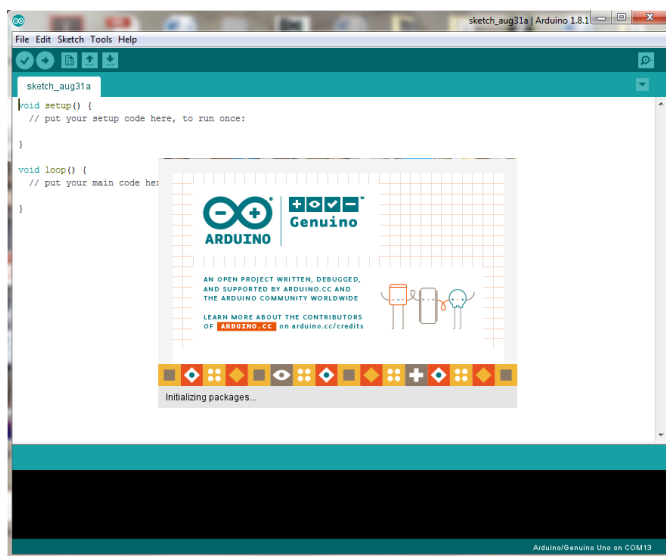 sketch_aug31a | Arduino 1.8.1
File Edit Sketch Tools Help
sketch_aug31a
void setup() {
// put your setup code here, to run once:
}
void loop() {
// put your main code her
}
ARDUINO
Genuino
AN OPEN PROJECT WRITTEN, DEBUGGED,
AND SUPPORTED BY ARDUINO.CC AND
THE ARDUINO COMMUNITY WORLDWIDE
LEARN MORE ABOUT THE CONTRIBUTORS
OF ARDUINO.CC on arduino.cc/credits
Initializing packages...
Arduino/Genuino Uno on COM13